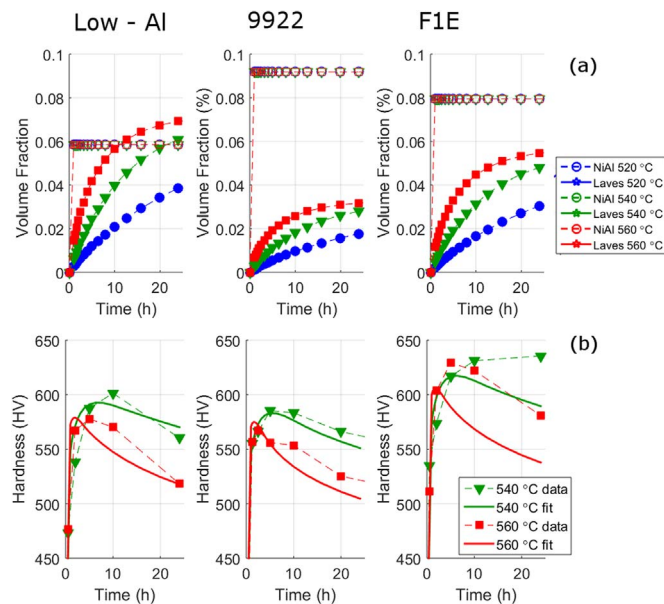 Low - Al 9922 F1E
(a)
0.1 0.1 0.1
0.08 0.08 0.08
0.06 0.06 0.06
0.04 0.04 0.04
0.02 0.02 0.02
0 0 0
Volume Fraction (%) Volume Fraction (%) Volume Fraction (%)
0 10 20 0 10 20 0 10 20
Time (h) Time (h) Time (h)
NiAl 520 °C
Laves 520 °C
NiAl 540 °C
Laves 540 °C
NiAl 560 °C
Laves 560 °C
(b)
650 650 650
600 600 600
550 550 550
500 500 500
450 450 450
Hardness (HV) Hardness (HV) Hardness (HV)
0 10 20 0 10 20 0 10 20
Time (h) Time (h) Time (h)
540 °C data
540 °C fit
560 °C data
560 °C fit